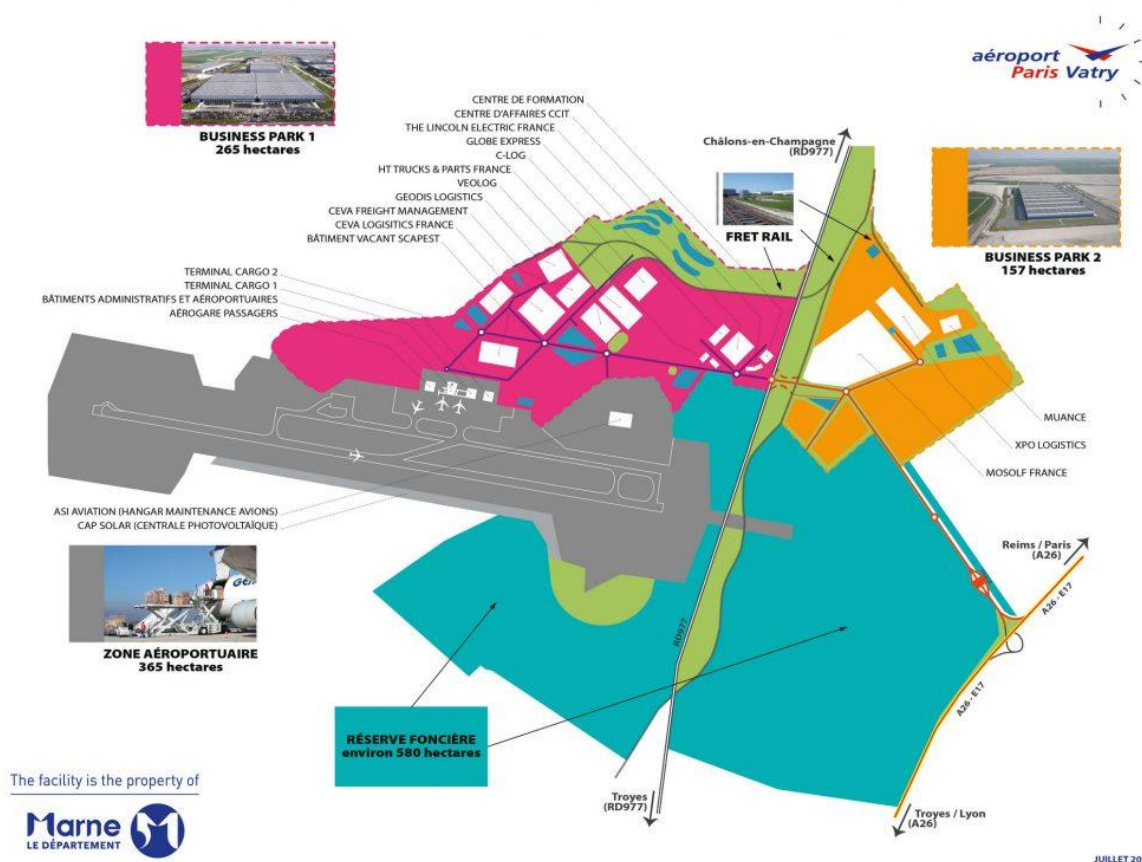 aéroport
Paris Vatry
BUSINESS PARK 1
265 hectares
CENTRE DE FORMATION
CENTRE D'AFFAIRES CCIT
THE LINCOLN ELECTRIC FRANCE
GLOBE EXPRESS
C-LOG
HT TRUCKS & PARTS FRANCE
VEOLOG
GEODIS LOGISTICS
CEVA FREIGHT MANAGEMENT
CEVA LOGISITICS FRANCE
BÂTIMENT VACANT SCAPEST
Châlons-en-Champagne
(RD977)
FRET RAIL
BUSINESS PARK 2
157 hectares
TERMINAL CARGO 2
TERMINAL CARGO 1
BÂTIMENTS ADMINISTRATIFS ET AÉROPORTUAIRES
AÉROGARE PASSAGERS
MUANCE
XPO LOGISTICS
MOSOLF FRANCE
ASI AVIATION (HANGAR MAINTENANCE AVIONS)
CAP SOLAR (CENTRALE PHOTOVOLTAÏQUE)
Reims / Paris
(A26)
A26 - E17
RD977
ZONE AÉROPORTUAIRE
365 hectares
A26 - E17
RÉSERVE FONCIÈRE
environ 580 hectares
The facility is the property of
Marne
LE DÉPARTEMENT
51
Troyes
(RD977)
Troyes / Lyon
(A26)
JUILLET 20